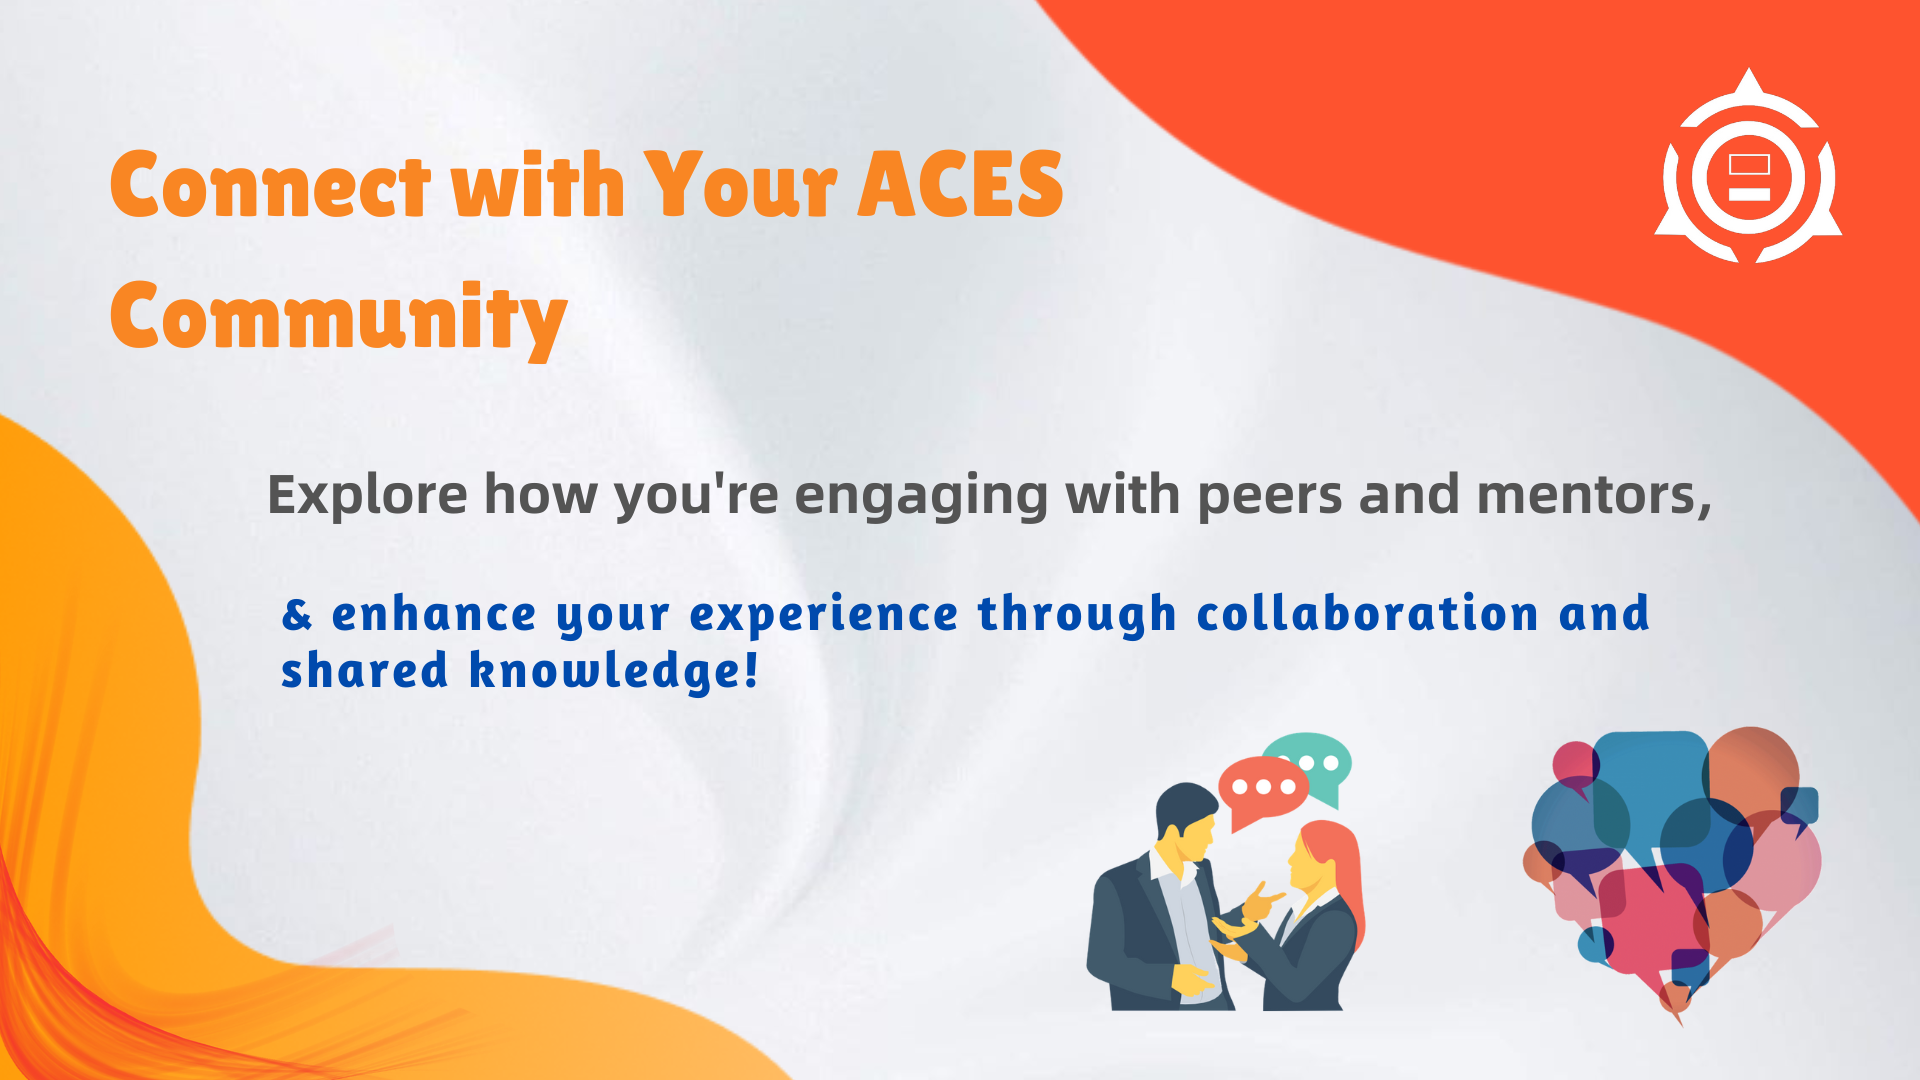 Connect with Your ACES
Community
Explore how you're engaging with peers and mentors,
& enhance your experience through collaboration and
shared knowledge!